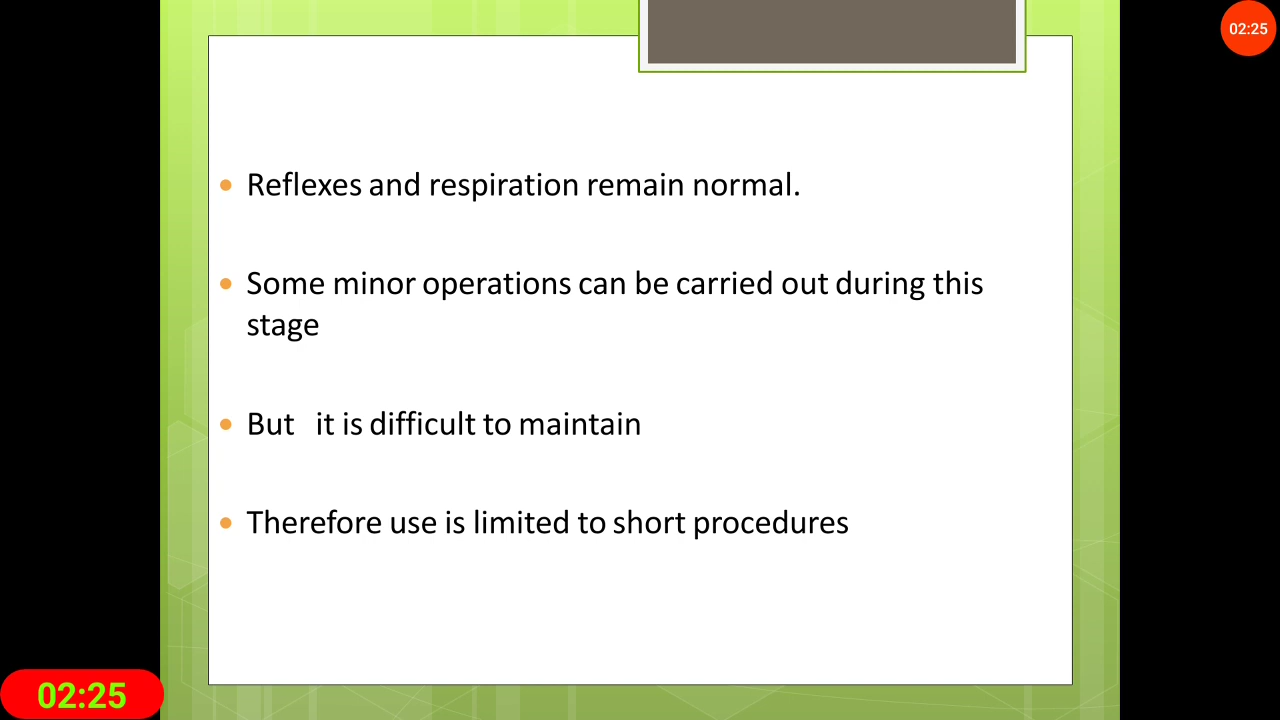 02:25
Reflexes and respiration remain normal.
Some minor operations can be carried out during this
stage
But it is difficult to maintain
Therefore use is limited to short procedures
02:25